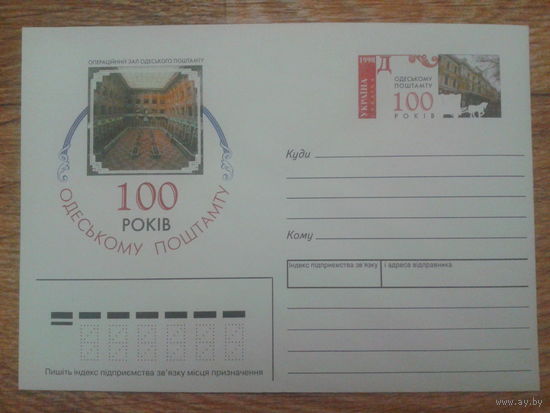 ОПЕРАЦІЙНИЙ ЗАЛ ОДЕСЬКОГО ПОШТАМТУ
100
РОКІВ
ОДЕСЬКОМУ ПОШТАМТУ
1998
УКРАЇНА
Д
ОДЕСЬКОМУ
ПОШТАМТУ
100
РОКІВ
Куди
Кому
Індекс підприємства зв'язку і адреса відправника.
Пишіть індекс підприємства зв'язку місця призначення
www.ay.by